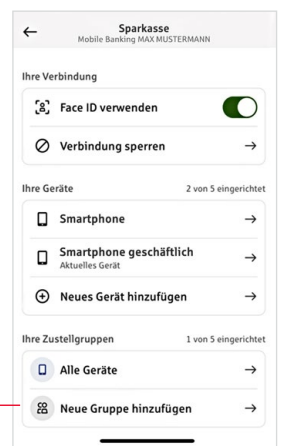 Sparkasse
Mobile Banking MAX MUSTERMANN
Ihre Verbindung
Face ID verwenden
Verbindung sperren
Ihre Geräte 2 von 5 eingerichtet
Smartphone
Smartphone geschäftlich
Aktuelles Gerät
Neues Gerät hinzufügen
Ihre Zustellgruppen 1 von 5 eingerichtet
Alle Geräte
Neue Gruppe hinzufügen